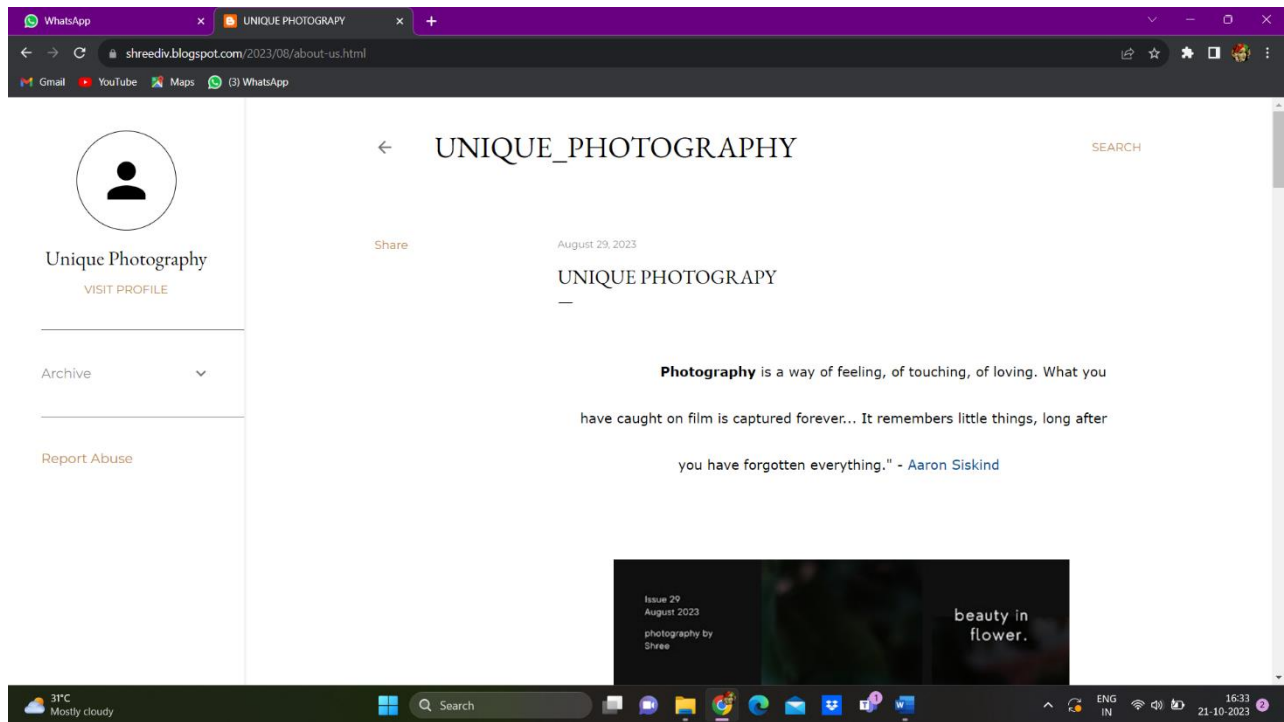 WhatsApp
UNIQUE PHOTOGRAPY
shreediv.blogspot.com/2023/08/about-us.html
Gmail YouTube Maps (3) WhatsApp
Unique Photography
VISIT PROFILE
Archive
Report Abuse
UNIQUE_PHOTOGRAPHY
SEARCH
Share
August 29, 2023
UNIQUE PHOTOGRAPY
Photography is a way of feeling, of touching, of loving. What you
have caught on film is captured forever... It remembers little things, long after
you have forgotten everything." - Aaron Siskind
Issue 29
August 2023
photography by
Shree
beauty in
flower.
31°C
Mostly cloudy
Search
1
ENG
IN
16:33
21-10-2023
2